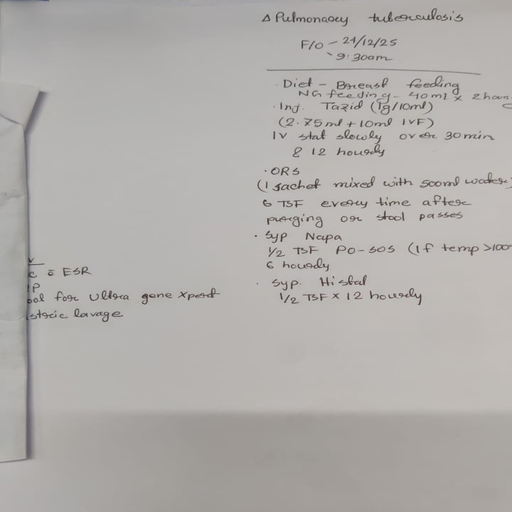 Δ Pulmonary tuberculosis
F/O - 24/12/25
9:30am
Diet - Breast feeding
NG feeding - 40ml x 2 hou
Inj. Tazid (1g/10ml)
(2.75ml + 10ml IVF)
IV stat slowly over 30min
& 12 hourly
ORS
(1 sachet mixed with 500ml water)
6 TSF every time after
purging or stool passes
Syp Napa
1/2 TSF PO-SOS (If temp >100
6 hourly
Syp. Histal
1/2 TSF x 12 hourly
c ESR
ool for Ultra gene Xpert
stric lavage